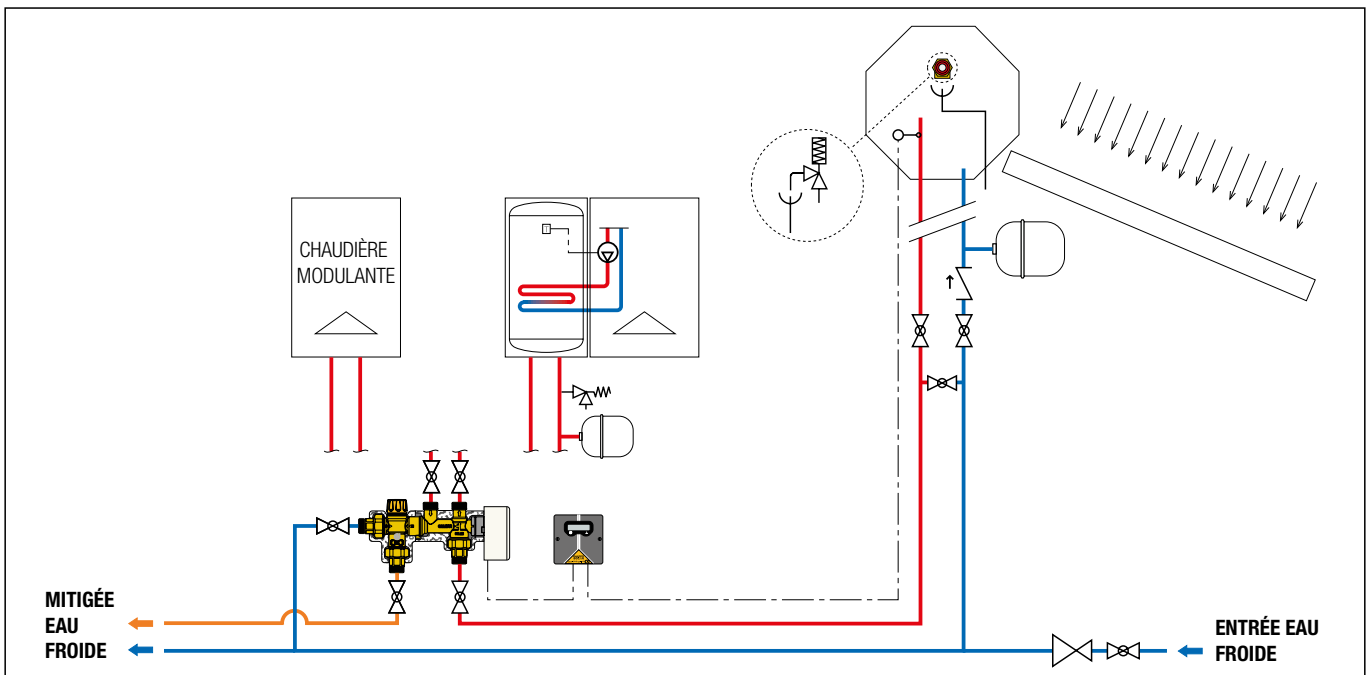 CHAUDIÈRE
MODULANTE
MITIGÉE
EAU
FROIDE
ENTRÉE EAU
FROIDE